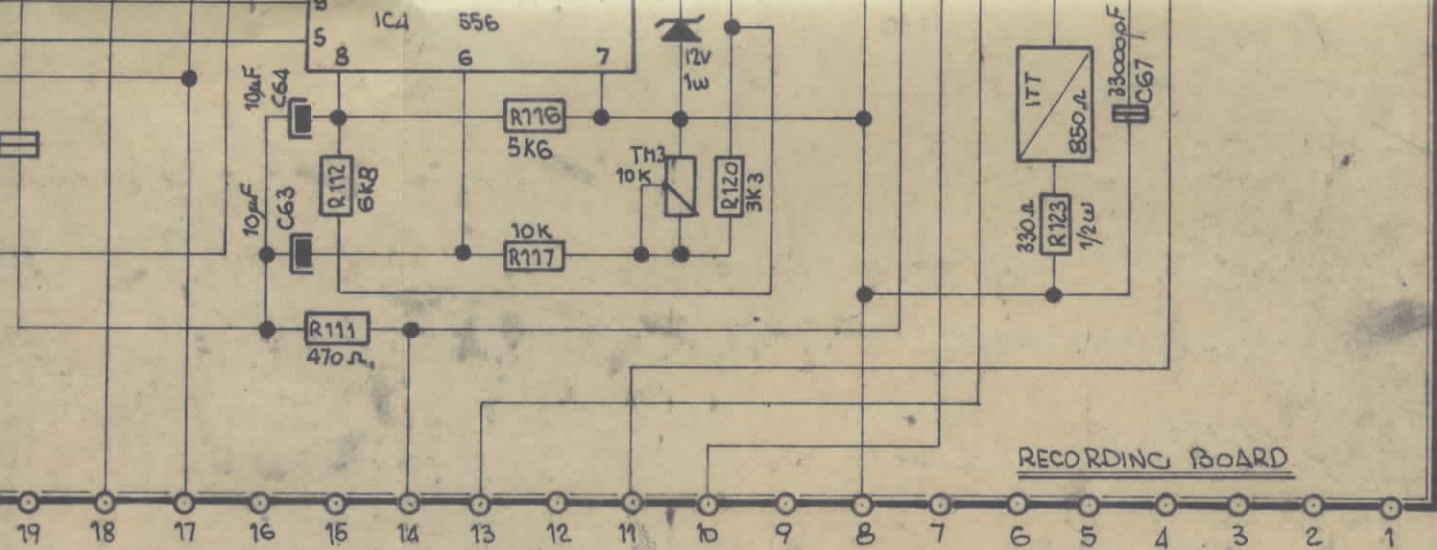 6
IC4 556
5
8 6 7
12V
1W
10µF
C64
R116
5K6
R112
6K8
TM3
10K
R120
3K3
ITT
850Ω
33000pF
C67
10µF
C63
10K
R117
330Ω
R123
1/2W
R111
470Ω
RECORDING BOARD
19 18 17 16 15 14 13 12 11 10 9 8 7 6 5 4 3 2 1